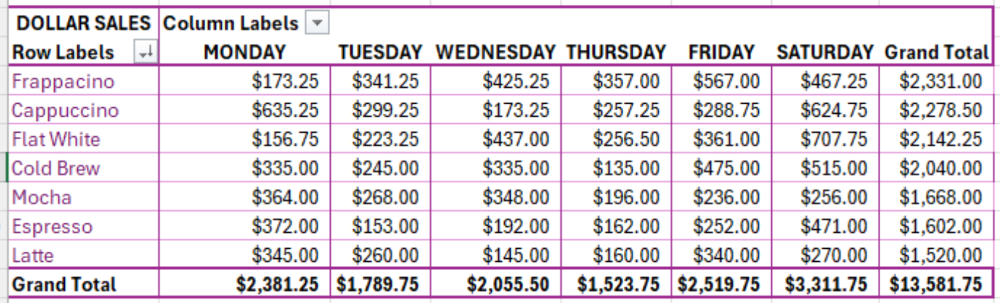 DOLLAR SALES Column Labels
Row Labels MONDAY TUESDAY WEDNESDAY THURSDAY FRIDAY SATURDAY Grand Total
Frappacino $173.25 $341.25 $425.25 $357.00 $567.00 $467.25 $2,331.00
Cappuccino $635.25 $299.25 $173.25 $257.25 $288.75 $624.75 $2,278.50
Flat White $156.75 $223.25 $437.00 $256.50 $361.00 $707.75 $2,142.25
Cold Brew $335.00 $245.00 $335.00 $135.00 $475.00 $515.00 $2,040.00
Mocha $364.00 $268.00 $348.00 $196.00 $236.00 $256.00 $1,668.00
Espresso $372.00 $153.00 $192.00 $162.00 $252.00 $471.00 $1,602.00
Latte $345.00 $260.00 $145.00 $160.00 $340.00 $270.00 $1,520.00
Grand Total $2,381.25 $1,789.75 $2,055.50 $1,523.75 $2,519.75 $3,311.75 $13,581.75